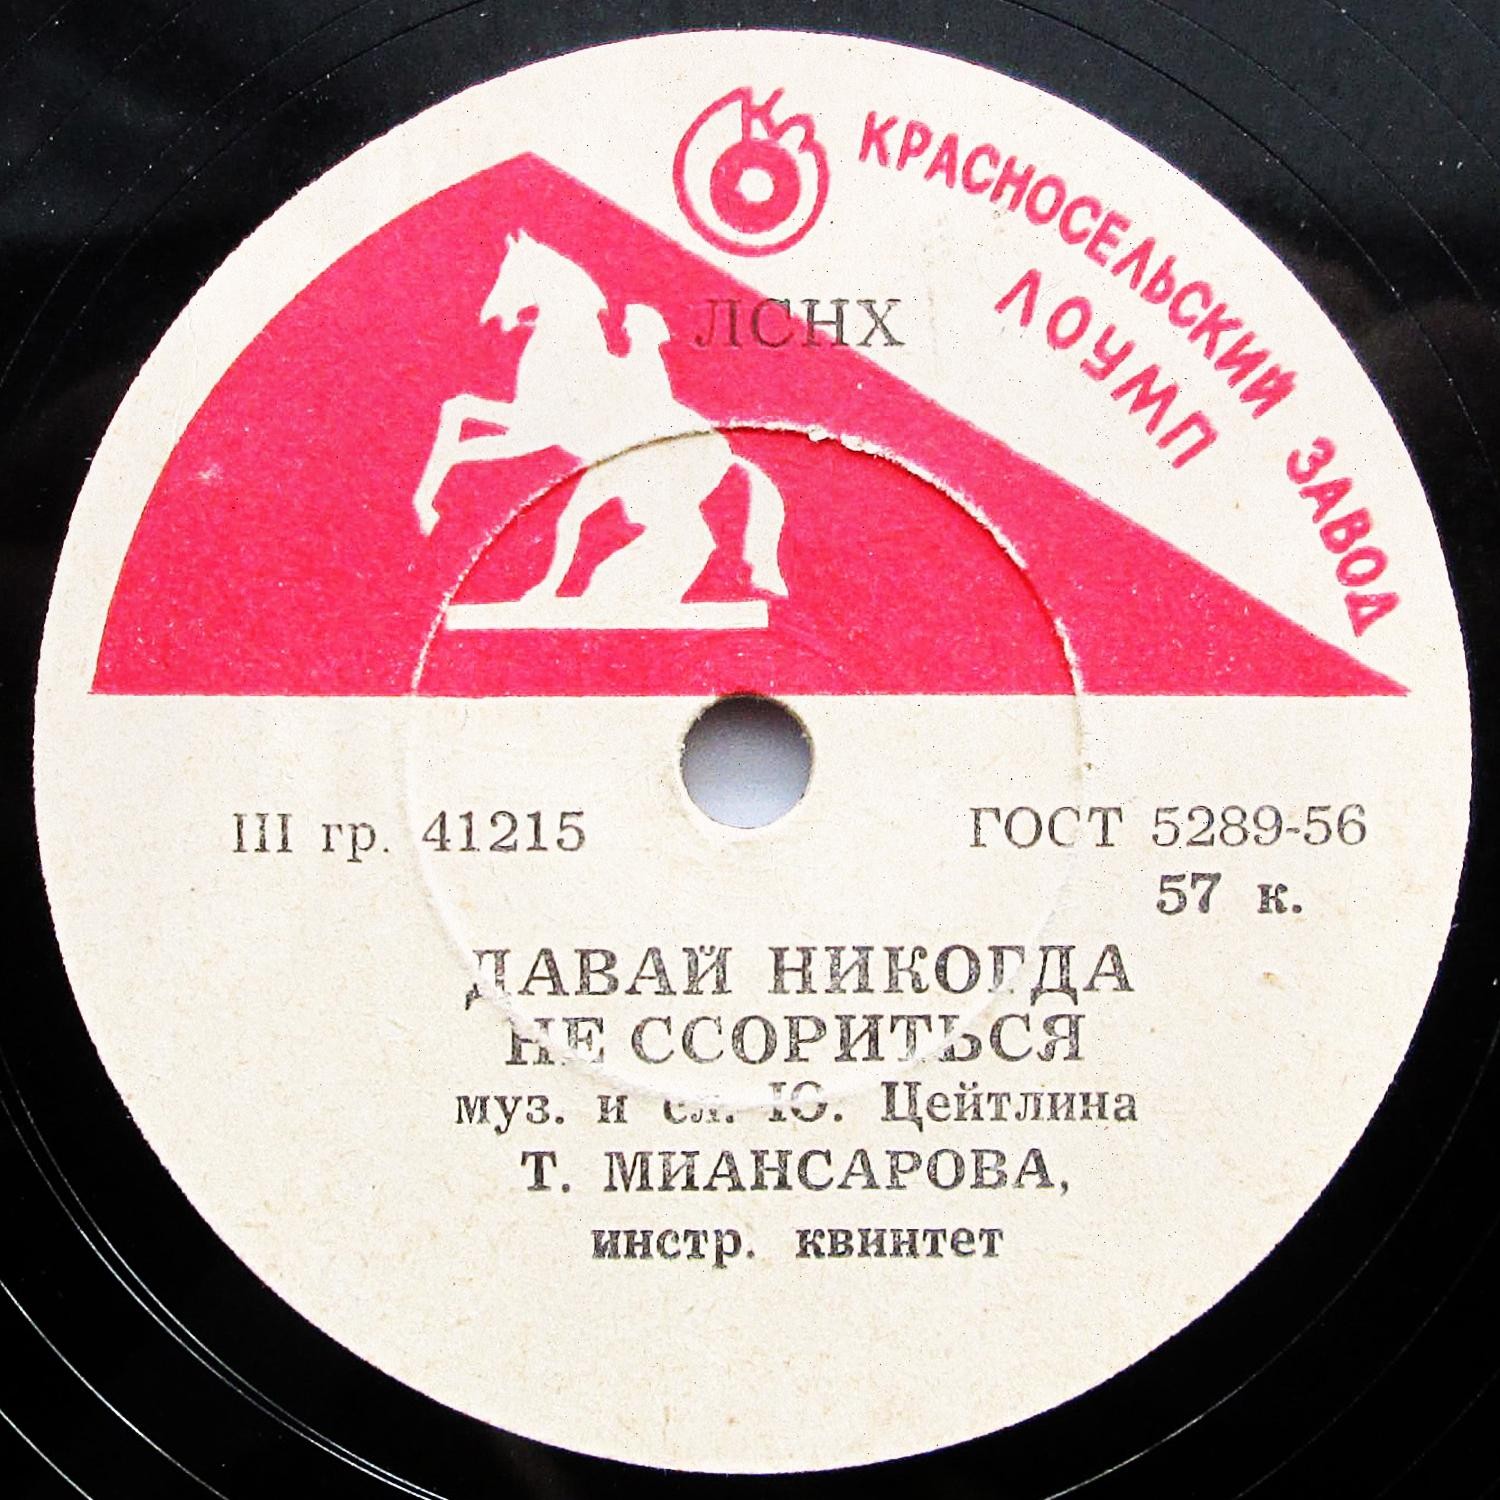 КЗ
КРАСНОСЕЛЬСКИЙ ЗАВОД
ЛОУМП
ЛСНХ
III гр. 41215
ГОСТ 5289-56
57 к.
ДАВАЙ НИКОГДА
НЕ ССОРИТЬСЯ
муз. и сл. Ю. Цейтлина
Т. МИАНСАРОВА,
инстр. квинтет